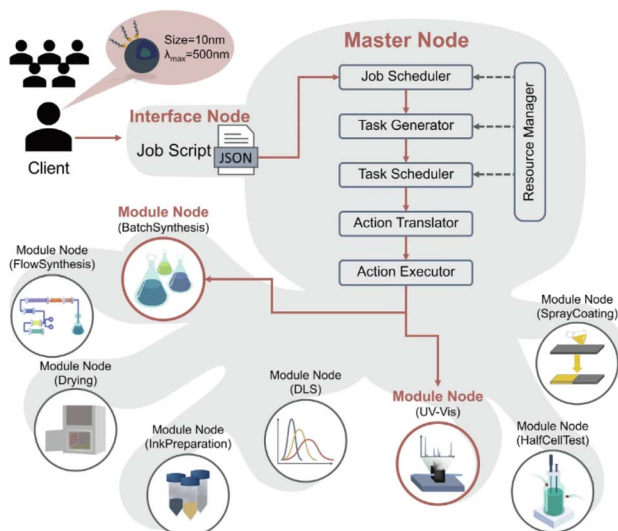 Size=10nm
λmax=500nm
Client
Interface Node
Job Script
JSON
Master Node
Job Scheduler
Task Generator
Task Scheduler
Action Translator
Action Executor
Resource Manager
Module Node
(BatchSynthesis)
Module Node
(FlowSynthesis)
Module Node
(Drying)
Module Node
(InkPreparation)
Module Node
(DLS)
Module Node
(UV-Vis)
Module Node
(SprayCoating)
Module Node
(HalfCellTest)